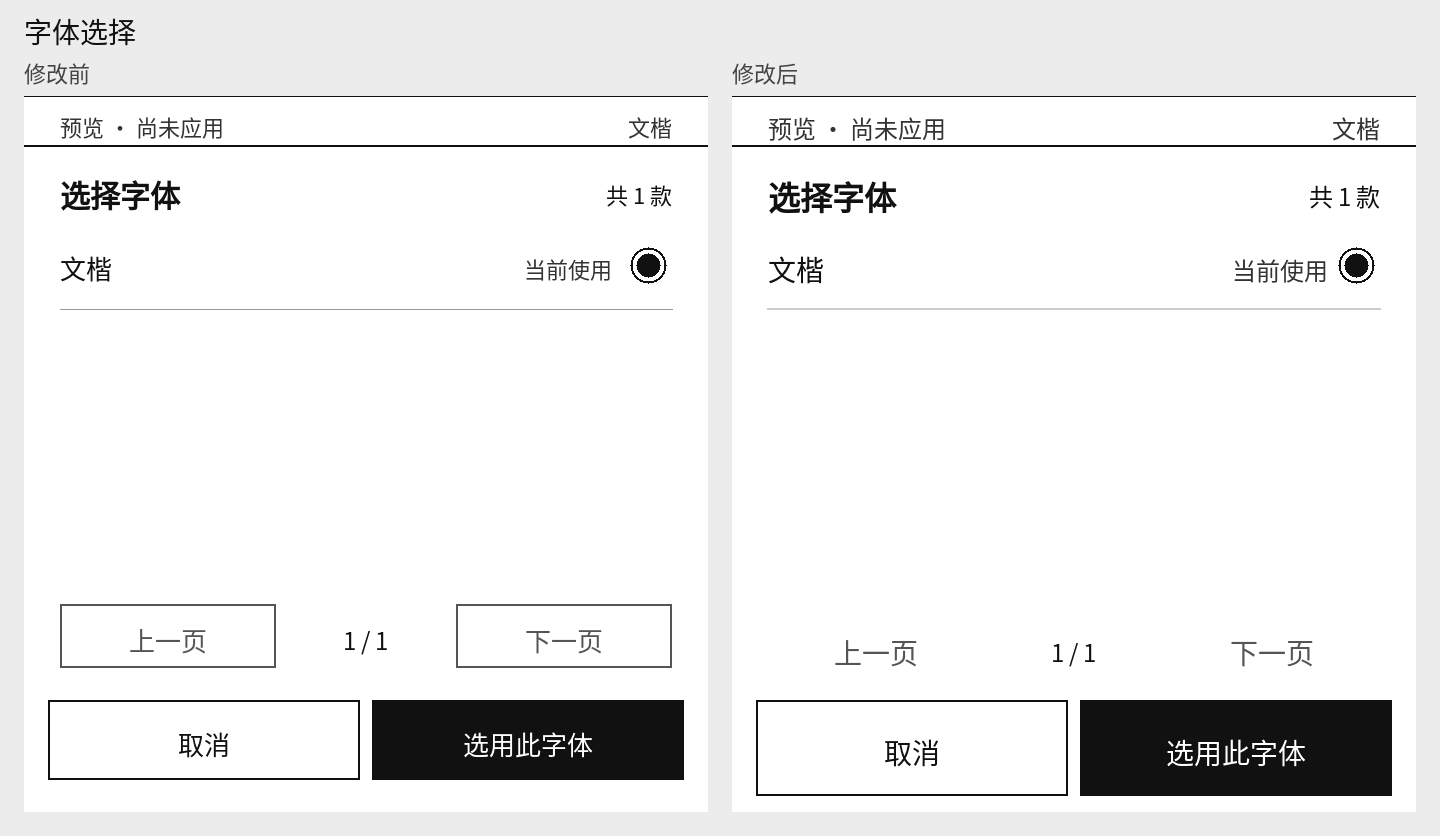 字体选择
修改前
预览 · 尚未应用 文楷
选择字体 共 1 款
文楷 当前使用
上一页 1 / 1 下一页
取消 选用此字体
修改后
预览 · 尚未应用 文楷
选择字体 共 1 款
文楷 当前使用
上一页 1 / 1 下一页
取消 选用此字体